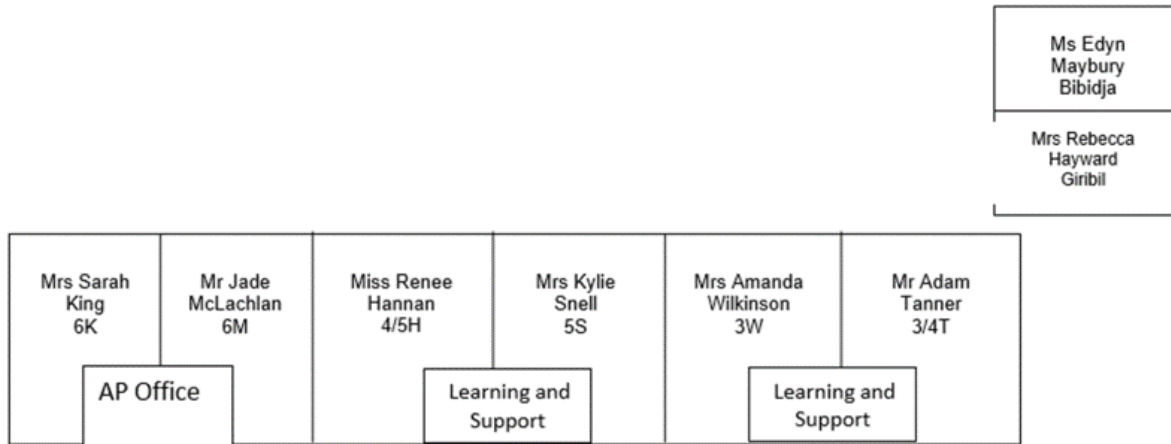 Ms Edyn
Maybury
Bibidja
Mrs Rebecca
Hayward
Giribil
Mrs Sarah
King
6K
Mr Jade
McLachlan
6M
Miss Renee
Hannan
4/5H
Mrs Kylie
Snell
5S
Mrs Amanda
Wilkinson
3W
Mr Adam
Tanner
3/4T
AP Office
Learning and
Support
Learning and
Support